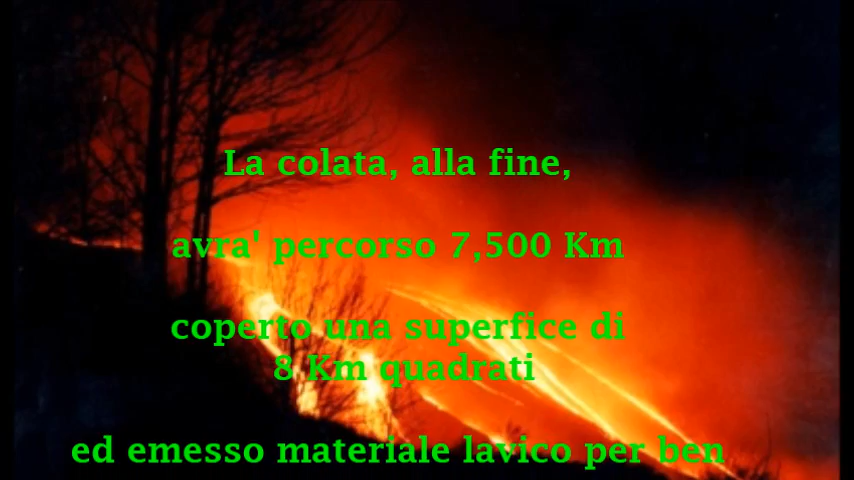 La colata, alla fine,
avra' percorso 7,500 Km
coperto una superfice di
8 Km quadrati
ed emesso materiale lavico per ben